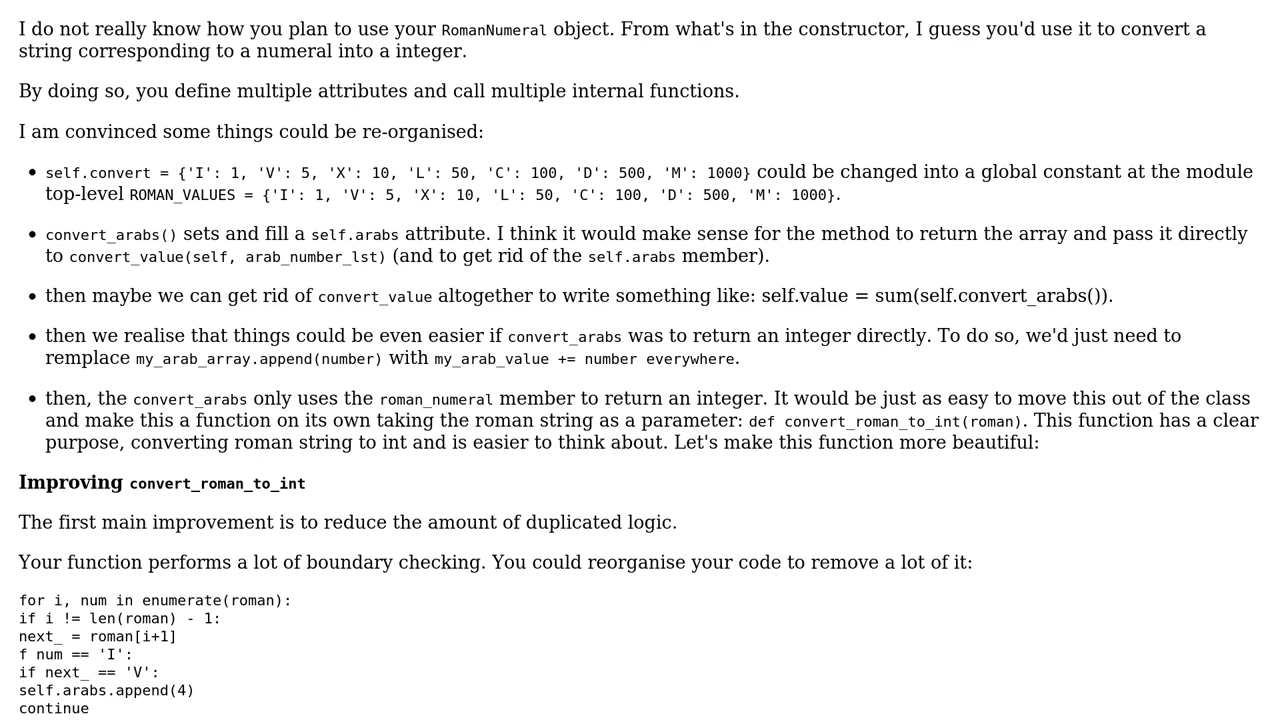 I do not really know how you plan to use your RomanNumeral object. From what's in the constructor, I guess you'd use it to convert a
string corresponding to a numeral into a integer.
By doing so, you define multiple attributes and call multiple internal functions.
I am convinced some things could be re-organised:
• self.convert = {'I': 1, 'V': 5, 'X': 10, 'L': 50, 'C': 100, 'D': 500, 'M': 1000} could be changed into a global constant at the module
top-level ROMAN_VALUES = {'I': 1, 'V': 5, 'X': 10, 'L': 50, 'C': 100, 'D': 500, 'M': 1000}.
• convert_arabs() sets and fill a self.arabs attribute. I think it would make sense for the method to return the array and pass it directly
to convert_value(self, arab_number_lst) (and to get rid of the self.arabs member).
• then maybe we can get rid of convert_value altogether to write something like: self.value = sum(self.convert_arabs()).
• then we realise that things could be even easier if convert_arabs was to return an integer directly. To do so, we'd just need to
remplace my_arab_array.append(number) with my_arab_value += number everywhere.
• then, the convert_arabs only uses the roman_numeral member to return an integer. It would be just as easy to move this out of the class
and make this a function on its own taking the roman string as a parameter: def convert_roman_to_int(roman). This function has a clear
purpose, converting roman string to int and is easier to think about. Let's make this function more beautiful:
Improving convert_roman_to_int
The first main improvement is to reduce the amount of duplicated logic.
Your function performs a lot of boundary checking. You could reorganise your code to remove a lot of it:
for i, num in enumerate(roman):
if i != len(roman) - 1:
next_ = roman[i+1]
f num == 'I':
if next_ == 'V':
self.arabs.append(4)
continue